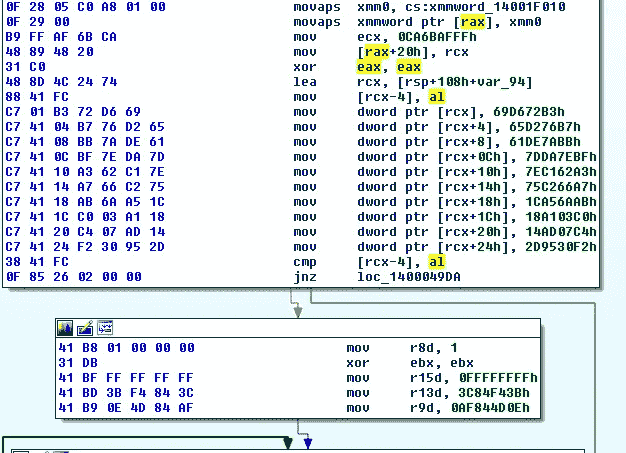 0F 28 05 C0 A8 01 00 movaps xmm0, cs:xmmword_14001F010
0F 29 00 movaps xmmword ptr [rax], xmm0
B9 FF AF 6B CA mov ecx, 0CA6BAFFFh
48 89 48 20 mov [rax+20h], rcx
31 C0 xor eax, eax
48 8D 4C 24 74 lea rcx, [rsp+108h+var_94]
88 41 FC mov [rcx-4], al
C7 01 B3 72 D6 69 mov dword ptr [rcx], 69D672B3h
C7 41 04 B7 76 D2 65 mov dword ptr [rcx+4], 65D276B7h
C7 41 08 BB 7A DE 61 mov dword ptr [rcx+8], 61DE7ABBh
C7 41 0C BF 7E DA 7D mov dword ptr [rcx+0Ch], 7DDA7EBFh
C7 41 10 A3 62 C1 7E mov dword ptr [rcx+10h], 7EC162A3h
C7 41 14 A7 66 C2 75 mov dword ptr [rcx+14h], 75C266A7h
C7 41 18 AB 6A A5 1C mov dword ptr [rcx+18h], 1CA56AABh
C7 41 1C C0 03 A1 18 mov dword ptr [rcx+1Ch], 18A103C0h
C7 41 20 C4 07 AD 14 mov dword ptr [rcx+20h], 14AD07C4h
C7 41 24 F2 30 95 2D mov dword ptr [rcx+24h], 2D9530F2h
38 41 FC cmp [rcx-4], al
0F 85 26 02 00 00 jnz loc_1400049DA
41 B8 01 00 00 00 mov r8d, 1
31 DB xor ebx, ebx
41 BF FF FF FF FF mov r15d, 0FFFFFFFFh
41 BD 3B F4 84 3C mov r13d, 3C84F43Bh
41 B9 0E 4D 84 AF mov r9d, 0AF844D0Eh